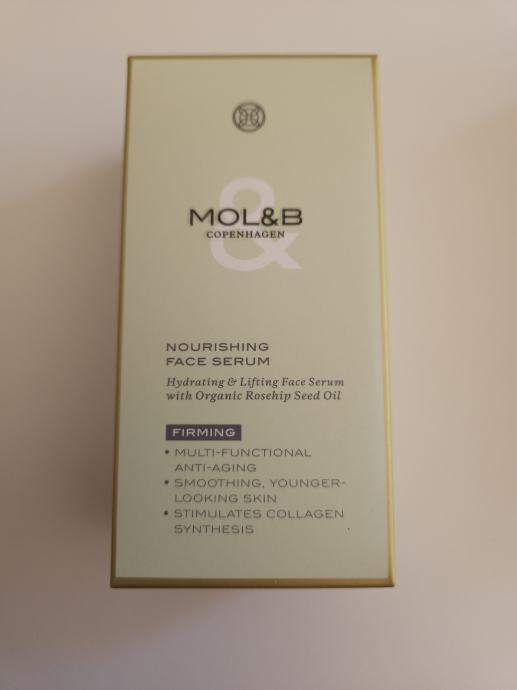 &
MOL&B
COPENHAGEN
NOURISHING
FACE SERUM
Hydrating & Lifting Face Serum
with Organic Rosehip Seed Oil
FIRMING
• MULTI-FUNCTIONAL
ANTI-AGING
• SMOOTHING, YOUNGER-
LOOKING SKIN
• STIMULATES COLLAGEN
SYNTHESIS